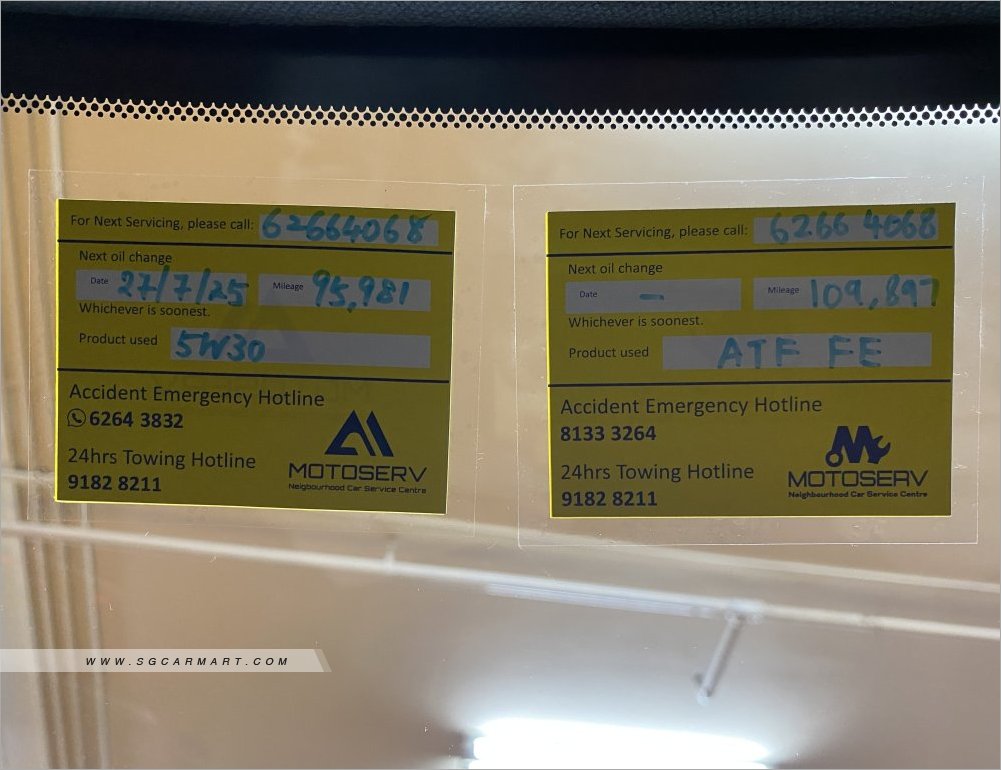 For Next Servicing, please call: 62664068
Next oil change
Date 27/7/25 Mileage 95,981
Whichever is soonest.
Product used 5W30
Accident Emergency Hotline
6264 3832
24hrs Towing Hotline
9182 8211
MOTOSERV
Neigbourhood Car Service Centre
For Next Servicing, please call: 6266 4068
Next oil change
Date - Mileage 109,897
Whichever is soonest.
Product used ATF FE
Accident Emergency Hotline
8133 3264
24hrs Towing Hotline
9182 8211
MOTOSERV
Neighbourhood Car Service Centre
WWW.SGCARMART.COM